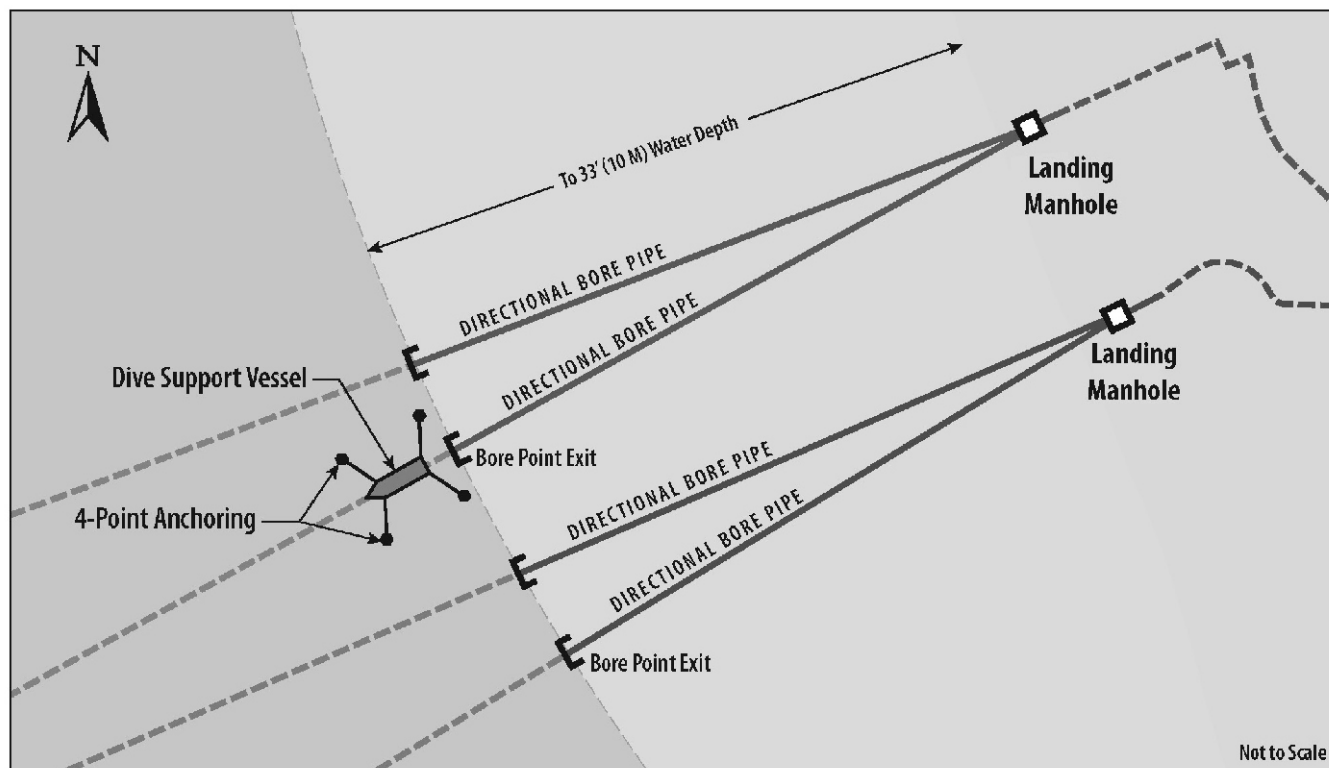 N
To 33' (10 M) Water Depth
Landing
Manhole
DIRECTIONAL BORE PIPE
DIRECTIONAL BORE PIPE
Landing
Manhole
Dive Support Vessel
Bore Point Exit
4-Point Anchoring
DIRECTIONAL BORE PIPE
DIRECTIONAL BORE PIPE
Bore Point Exit
Not to Scale